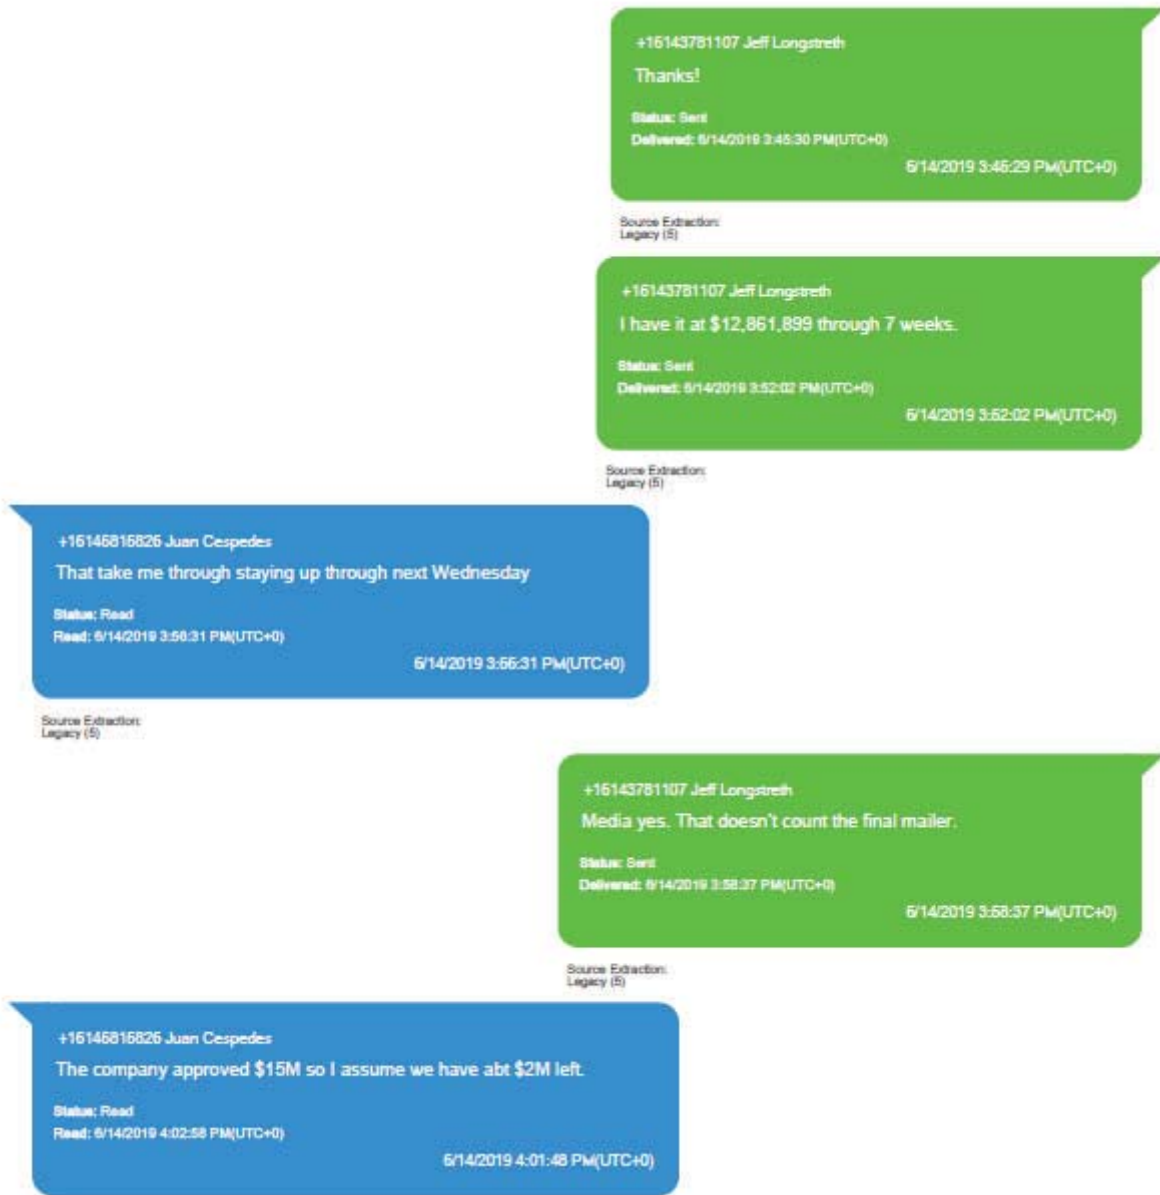 +16143781107 Jeff Longstreth
Thanks!
Status: Sent
Delivered: 6/14/2019 3:45:30 PM(UTC+0)
6/14/2019 3:45:29 PM(UTC+0)
Source Extraction:
Legacy (5)
+16143781107 Jeff Longstreth
I have it at $12,861,899 through 7 weeks.
Status: Sent
Delivered: 6/14/2019 3:52:02 PM(UTC+0)
6/14/2019 3:52:02 PM(UTC+0)
Source Extraction:
Legacy (5)
Juan Cespedes
That take me through staying up through next Wednesday
Status: Read
Read: 6/14/2019 3:56:31 PM(UTC+0)
6/14/2019 3:56:31 PM(UTC+0)
Source Extraction:
Legacy (5)
+16143781107 Jeff Longstreth
Media yes. That doesn't count the final mailer.
Status: Sent
Delivered: 6/14/2019 3:58:37 PM(UTC+0)
6/14/2019 3:58:37 PM(UTC+0)
Source Extraction:
Legacy (5)
Juan Cespedes
The company approved $15M so I assume we have abt $2M left.
Status: Read
Read: 6/14/2019 4:02:58 PM(UTC+0)
6/14/2019 4:01:48 PM(UTC+0)